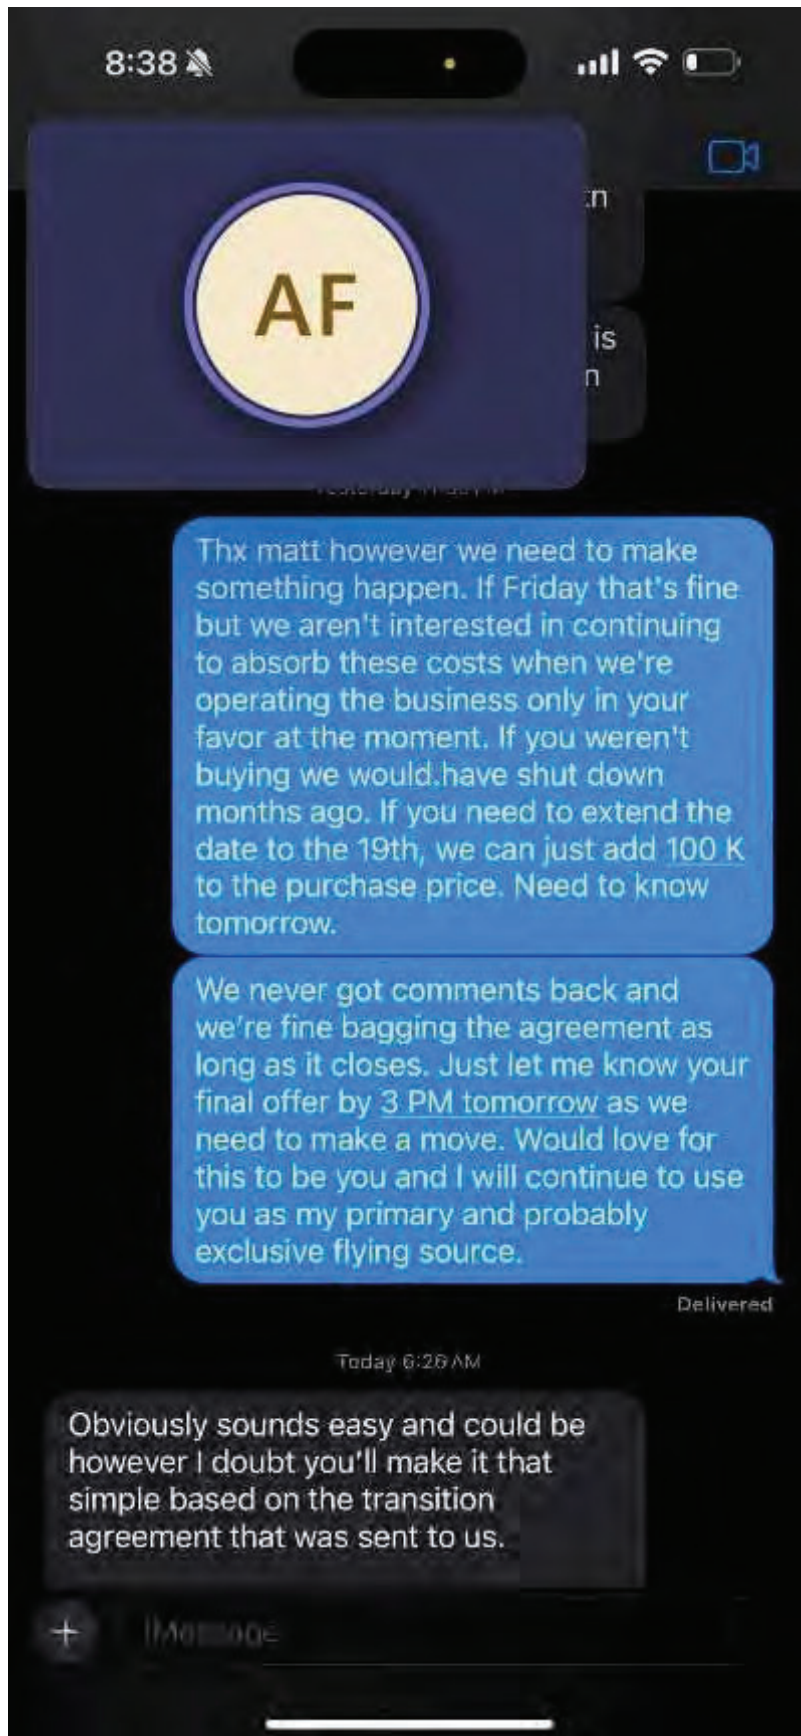 8:38
:n
AF
is
n
Thx matt however we need to make
something happen. If Friday that's fine
but we aren't interested in continuing
to absorb these costs when we're
operating the business only in your
favor at the moment. If you weren't
buying we would.have shut down
months ago. If you need to extend the
date to the 19th, we can just add 100 K
to the purchase price. Need to know
tomorrow.
We never got comments back and
we're fine bagging the agreement as
long as it closes. Just let me know your
final offer by 3 PM tomorrow as we
need to make a move. Would love for
this to be you and I will continue to use
you as my primary and probably
exclusive flying source.
Delivered
Today 6:26 AM
Obviously sounds easy and could be
however I doubt you'll make it that
simple based on the transition
agreement that was sent to us.
iMessage